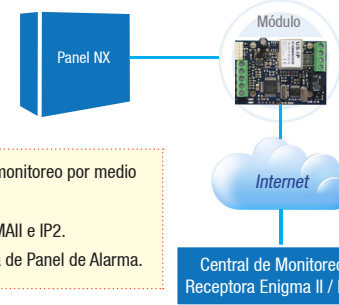 Módulo
Panel NX
monitoreo por medio
MAII e IP2.
de Panel de Alarma.
Internet
Central de Monitoreo
Receptora Enigma II /